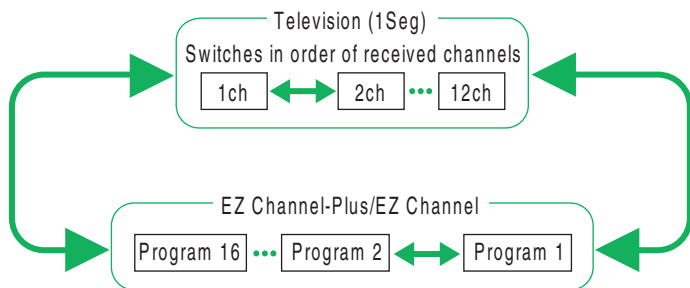 Television (1Seg)
Switches in order of received channels
1ch 2ch ••• 12ch
EZ Channel-Plus/EZ Channel
Program 16 ••• Program 2 Program 1